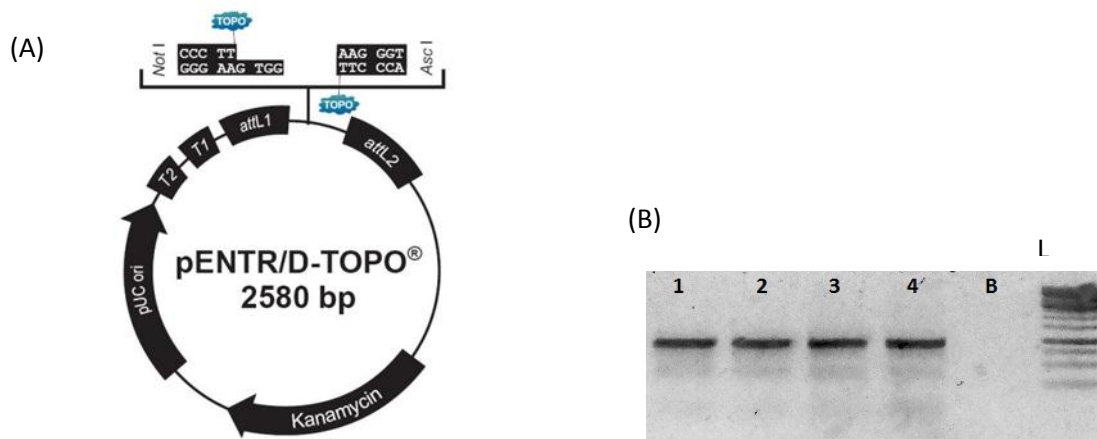 (A)
TOPO
Not I
CCC TT
GGG AAG TGG
AAG GGT
TTC CCA
Asc I
TOPO
attL1
attL2
T1
T2
pUC ori
pENTR/D-TOPO®
2580 bp
Kanamycin
(B)
L
1 2 3 4 B